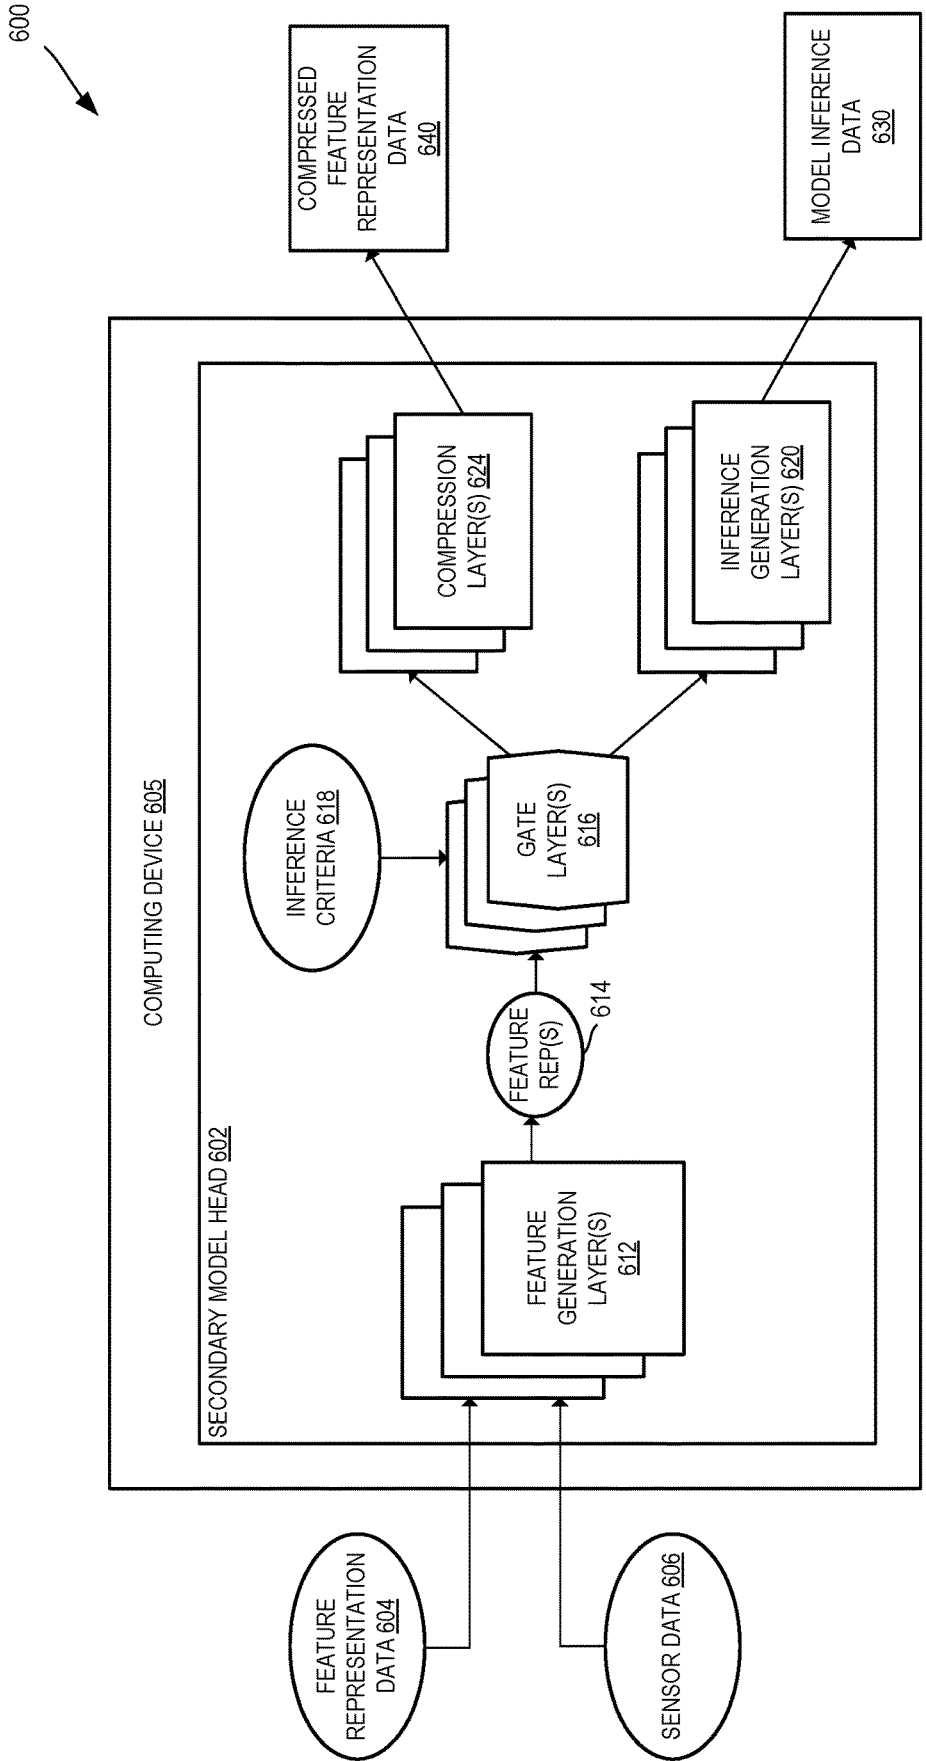 600
COMPUTING DEVICE 605
SECONDARY MODEL HEAD 602
FEATURE
REPRESENTATION
DATA 604
SENSOR DATA 606
FEATURE
GENERATION
LAYER(S)
612
FEATURE
REP(S)
614
INFERENCE
CRITERIA 618
GATE
LAYER(S)
616
COMPRESSION
LAYER(S) 624
INFERENCE
GENERATION
LAYER(S) 620
COMPRESSED
FEATURE
REPRESENTATION
DATA
640
MODEL INFERENCE
DATA
630